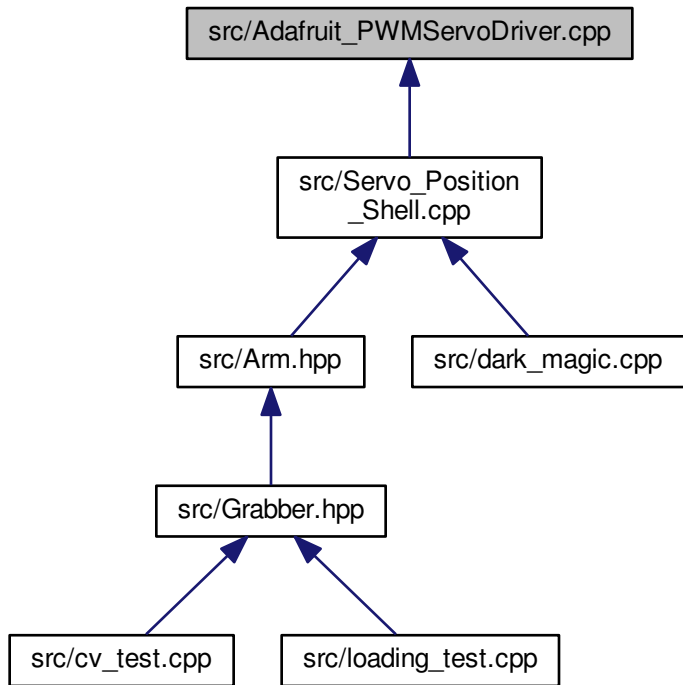 src/Adafruit_PWMServoDriver.cpp
src/Servo_Position
_Shell.cpp
src/Arm.hpp
src/dark_magic.cpp
src/Grabber.hpp
src/cv_test.cpp
src/loading_test.cpp